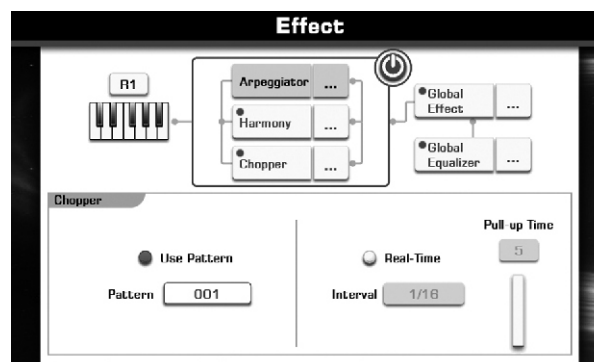 Effect
R1
Arpeggiator ...
Harmony ...
Chopper ...
Global Effect ...
Global Equalizer ...
Chopper
Use Pattern
Pattern 001
Real-Time
Interval 1/16
Pull-up Time
5